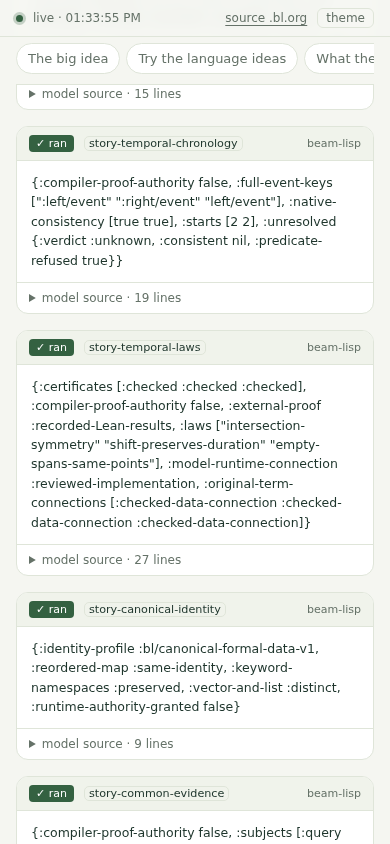 live · 01:33:55 PM source .bl.org theme
The big idea Try the language ideas What the
▶ model source · 15 lines
✓ ran story-temporal-chronology beam-lisp
{:compiler-proof-authority false, :full-event-keys
[":left/event" ":right/event" "left/event"], :native-
consistency [true true], :starts [2 2], :unresolved
{:verdict :unknown, :consistent nil, :predicate-
refused true}}
▶ model source · 19 lines
✓ ran story-temporal-laws beam-lisp
{:certificates [:checked :checked :checked],
:compiler-proof-authority false, :external-proof
:recorded-Lean-results, :laws ["intersection-
symmetry" "shift-preserves-duration" "empty-
spans-same-points"], :model-runtime-connection
:reviewed-implementation, :original-term-
connections [:checked-data-connection :checked-
data-connection :checked-data-connection]}
▶ model source · 27 lines
✓ ran story-canonical-identity beam-lisp
{:identity-profile :bl/canonical-formal-data-v1,
:reordered-map :same-identity, :keyword-
namespaces :preserved, :vector-and-list :distinct,
:runtime-authority-granted false}
▶ model source · 9 lines
✓ ran story-common-evidence beam-lisp
{:compiler-proof-authority false, :subjects [:query